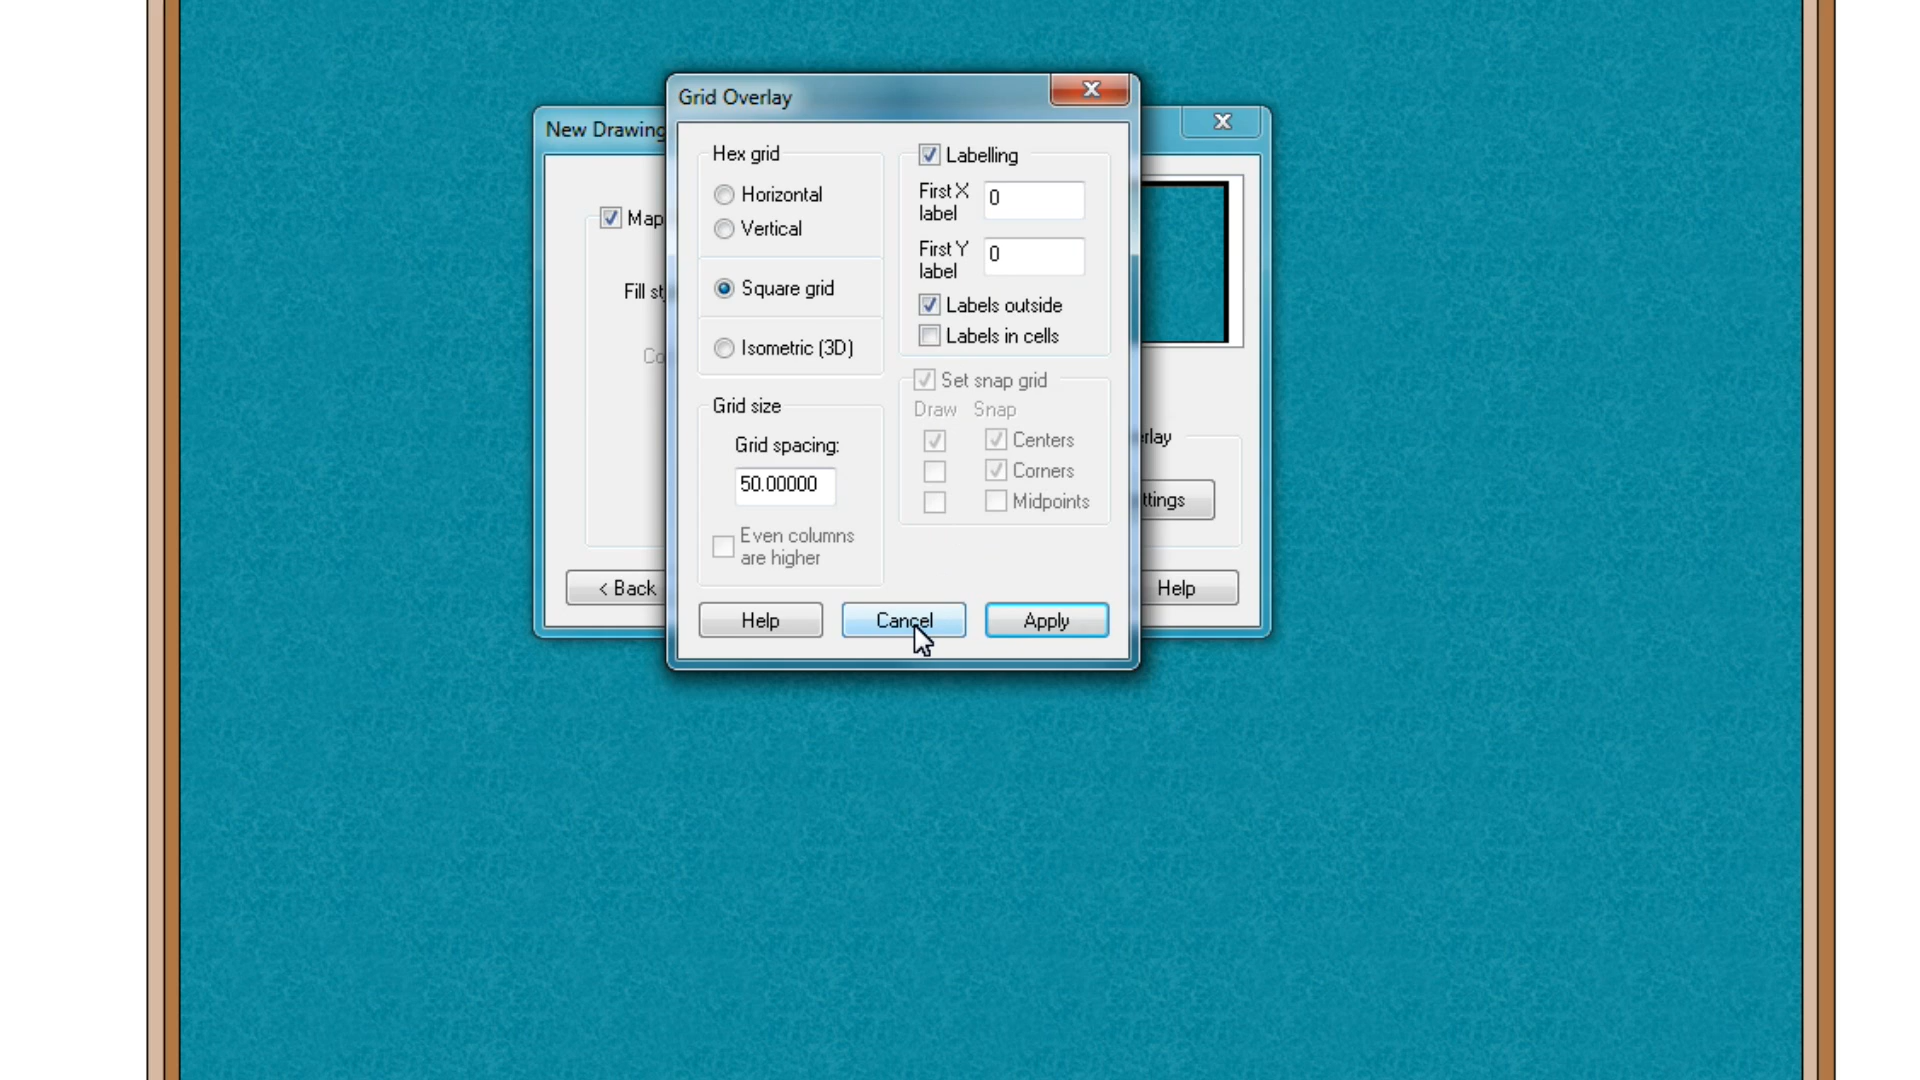 Grid Overlay
New Drawing
Hex grid
Horizontal
Vertical
Square grid
Isometric (3D)
Grid size
Grid spacing:
50.00000
Even columns
are higher
Labelling
First X
label
0
First Y
label
0
Labels outside
Labels in cells
Set snap grid
Draw Snap
Centers
Corners
Midpoints
Help
Cancel
Apply
Map
Fill st
Co
rlay
ttings
< Back
Help